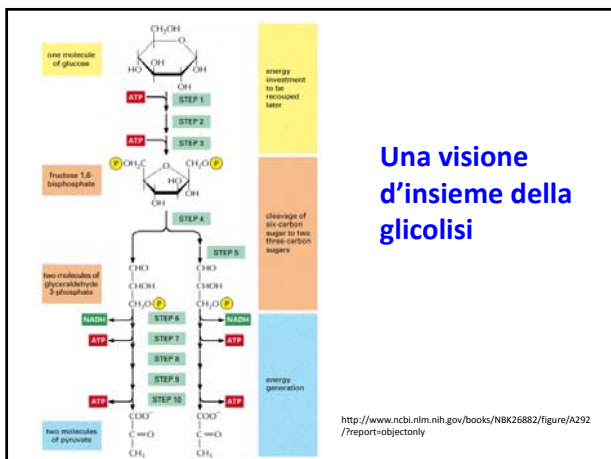 CH₂OH
one molecule
of glucose
O
HO
OH
OH
OH
energy
investment
to be
recouped
later
ATP
STEP 1
STEP 2
ATP
STEP 3
P OH₂C
O
CH₂O P
fructose 1,6-
bisphosphate
HO
OH
OH
cleavage of
six-carbon
sugar to two
three-carbon
sugars
STEP 4
STEP 5
two molecules of
glyceraldehyde
3-phosphate
CHO
CHOH
CH₂O P
CHO
CHOH
CH₂O P
NADH
STEP 6
NADH
ATP
STEP 7
ATP
STEP 8
STEP 9
energy
generation
ATP
STEP 10
ATP
two molecules
of pyruvate
COO⁻
C=O
CH₃
COO⁻
C=O
CH₃
Una visione
d'insieme della
glicolisi
http://www.ncbi.nlm.nih.gov/books/NBK26882/figure/A292
/?report=objectonly